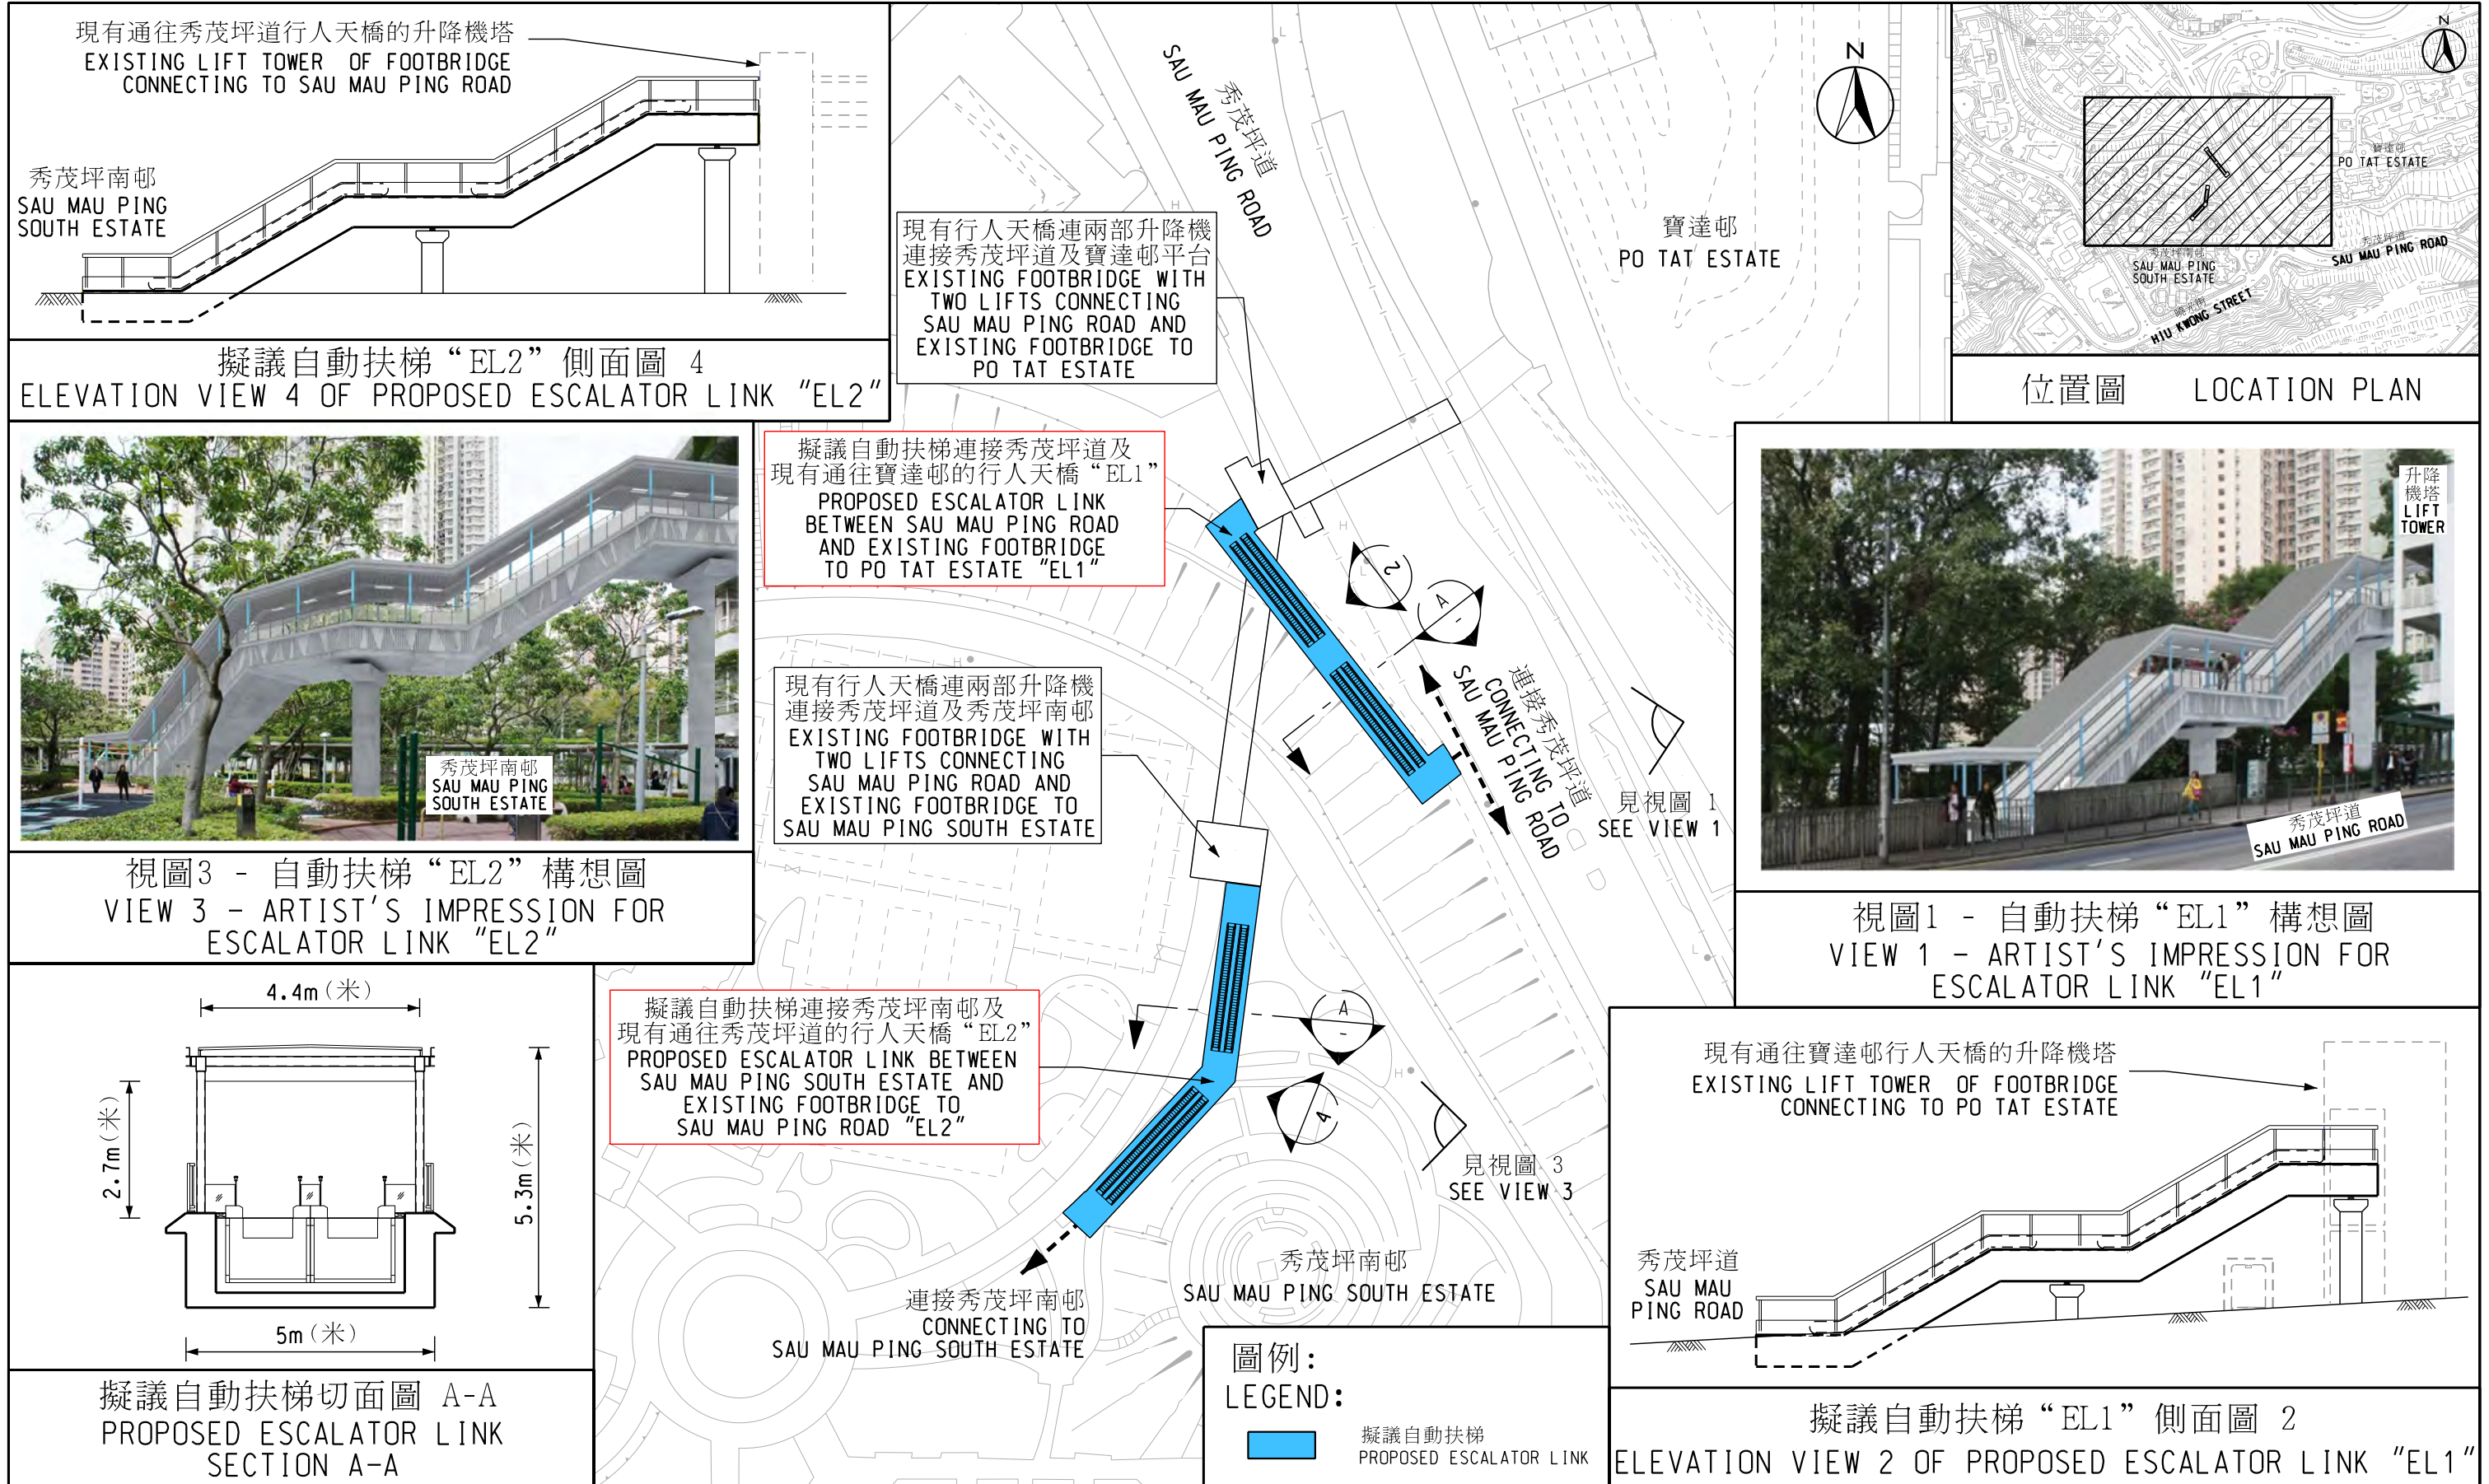 現有通往秀茂坪道行人天橋的升降機塔
EXISTING LIFT TOWER OF FOOTBRIDGE
CONNECTING TO SAU MAU PING ROAD
秀茂坪南邨
SAU MAU PING
SOUTH ESTATE
擬議自動扶梯“EL2”側面圖 4
ELEVATION VIEW 4 OF PROPOSED ESCALATOR LINK "EL2"
秀茂坪南邨
SAU MAU PING
SOUTH ESTATE
視圖3 - 自動扶梯“EL2”構想圖
VIEW 3 - ARTIST'S IMPRESSION FOR
ESCALATOR LINK "EL2"
4.4m(米)
2.7m(米)
5.3m(米)
5m(米)
擬議自動扶梯切面圖 A-A
PROPOSED ESCALATOR LINK
SECTION A-A
秀茂坪道
SAU MAU PING ROAD
N
寶達邨
PO TAT ESTATE
現有行人天橋連兩部升降機
連接秀茂坪道及寶達邨平台
EXISTING FOOTBRIDGE WITH
TWO LIFTS CONNECTING
SAU MAU PING ROAD AND
EXISTING FOOTBRIDGE TO
PO TAT ESTATE
擬議自動扶梯連接秀茂坪道及
現有通往寶達邨的行人天橋“EL1”
PROPOSED ESCALATOR LINK
BETWEEN SAU MAU PING ROAD
AND EXISTING FOOTBRIDGE
TO PO TAT ESTATE "EL1"
2
A
-
連接秀茂坪道
CONNECTING TO
SAU MAU PING ROAD
見視圖 1
SEE VIEW 1
現有行人天橋連兩部升降機
連接秀茂坪道及秀茂坪南邨
EXISTING FOOTBRIDGE WITH
TWO LIFTS CONNECTING
SAU MAU PING ROAD AND
EXISTING FOOTBRIDGE TO
SAU MAU PING SOUTH ESTATE
擬議自動扶梯連接秀茂坪南邨及
現有通往秀茂坪道的行人天橋“EL2”
PROPOSED ESCALATOR LINK BETWEEN
SAU MAU PING SOUTH ESTATE AND
EXISTING FOOTBRIDGE TO
SAU MAU PING ROAD "EL2"
A
-
4
見視圖 3
SEE VIEW 3
秀茂坪南邨
SAU MAU PING SOUTH ESTATE
連接秀茂坪南邨
CONNECTING TO
SAU MAU PING SOUTH ESTATE
圖例:
LEGEND:
擬議自動扶梯
PROPOSED ESCALATOR LINK
N
寶達邨
PO TAT ESTATE
秀茂坪道
SAU MAU PING ROAD
秀茂坪南邨
SAU MAU PING
SOUTH ESTATE
曉光街
HIU KWONG STREET
位置圖 LOCATION PLAN
升降
機塔
LIFT
TOWER
秀茂坪道
SAU MAU PING ROAD
視圖1 - 自動扶梯“EL1”構想圖
VIEW 1 - ARTIST'S IMPRESSION FOR
ESCALATOR LINK "EL1"
現有通往寶達邨行人天橋的升降機塔
EXISTING LIFT TOWER OF FOOTBRIDGE
CONNECTING TO PO TAT ESTATE
秀茂坪道
SAU MAU
PING ROAD
擬議自動扶梯“EL1”側面圖 2
ELEVATION VIEW 2 OF PROPOSED ESCALATOR LINK "EL1"